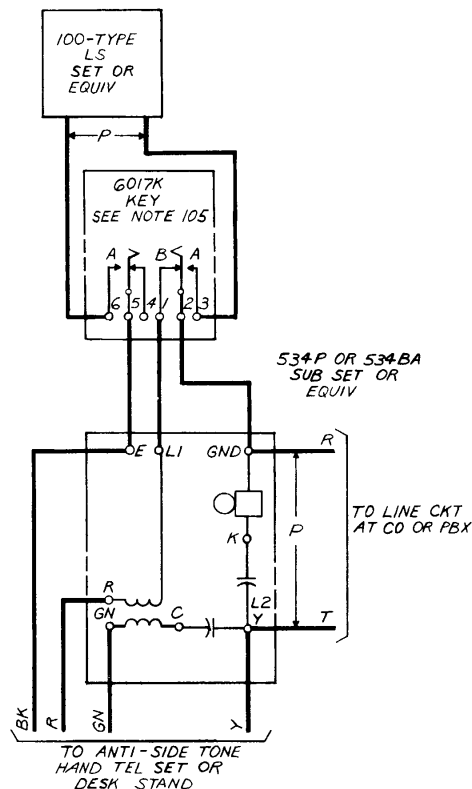 100-TYPE
LS
SET OR
EQUIV
P
6017K
KEY
SEE NOTE 105
A B A
6 5 4 1 2 3
534P OR 534BA
SUB SET OR
EQUIV
E L1 GND R
P
TO LINE CKT
AT CO OR PBX
K
R
L2
GN C Y T
BK R GN Y
TO ANTI-SIDE TONE
HAND TEL SET OR
DESK STAND